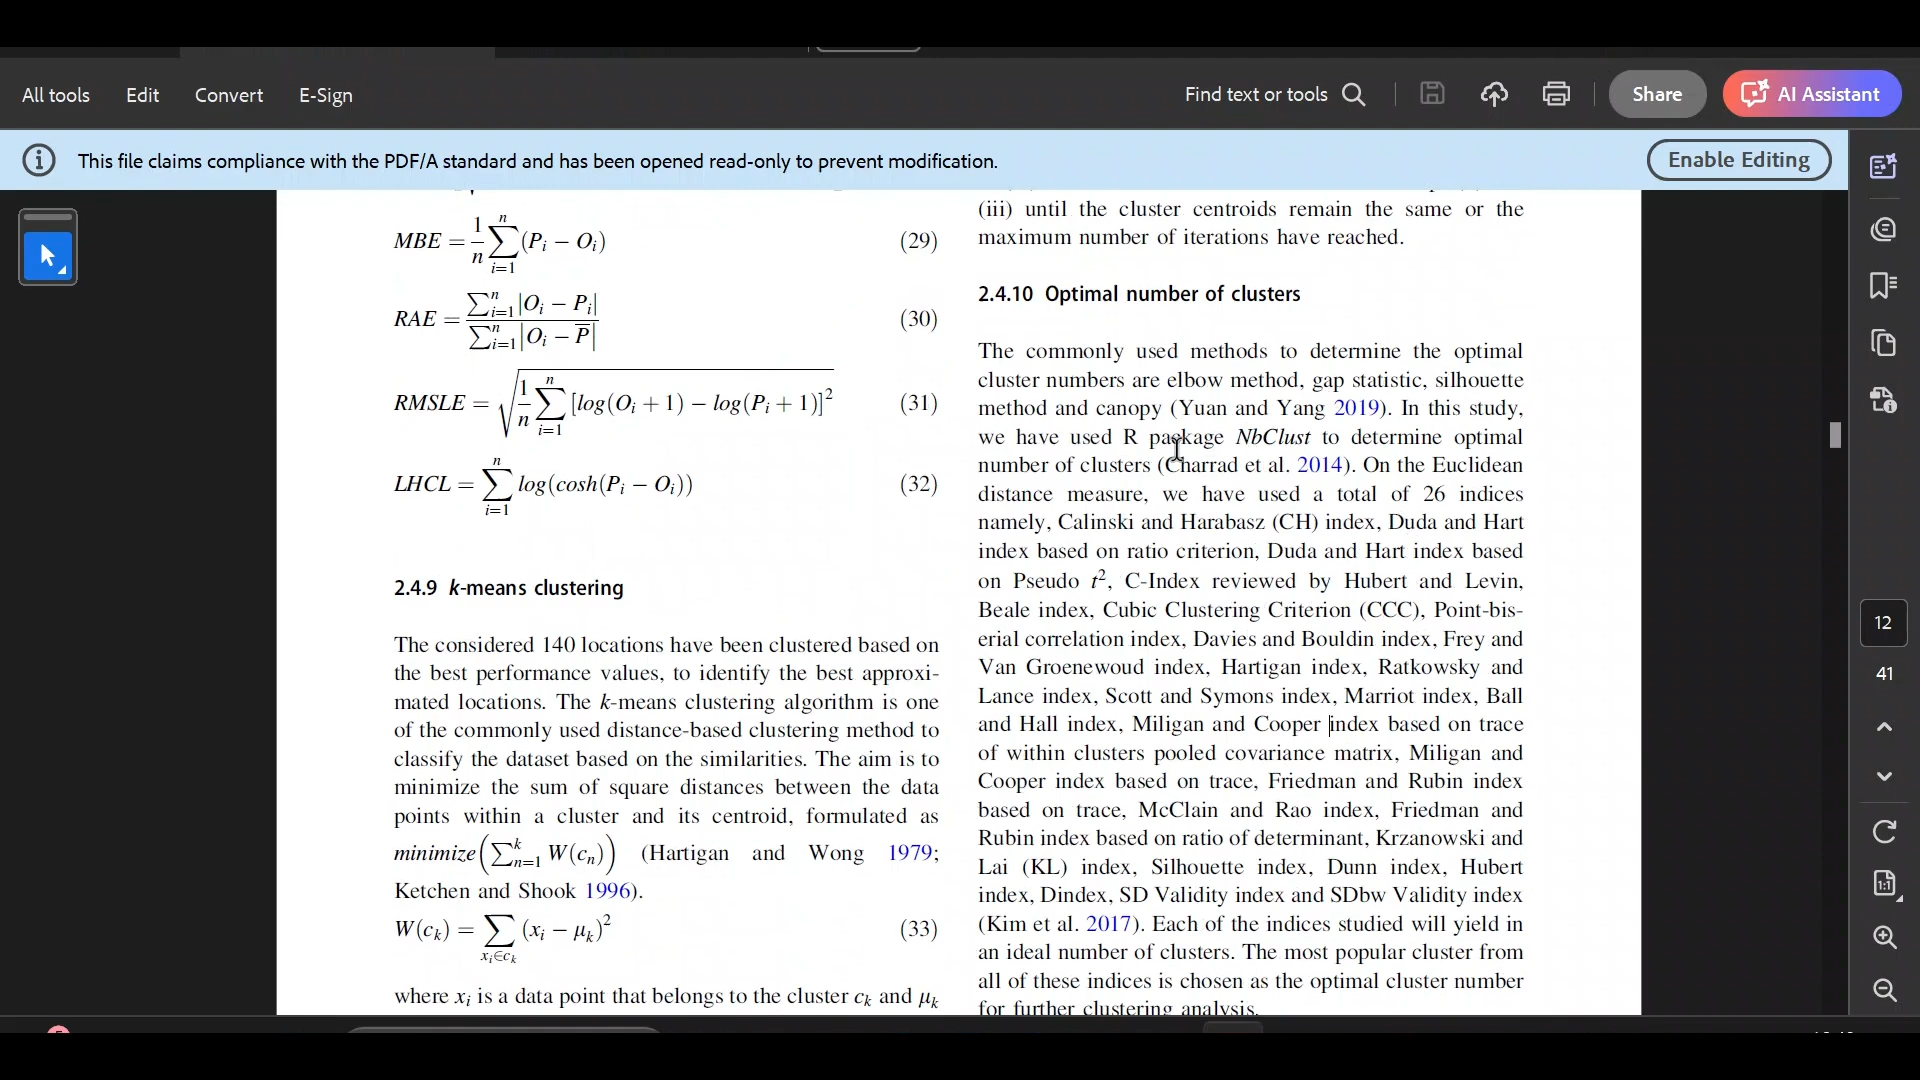 All tools Edit Convert E-Sign Find text or tools Share AI Assistant
This file claims compliance with the PDF/A standard and has been opened read-only to prevent modification. Enable Editing
MBE = \frac{1}{n}\sum_{i=1}^{n}(P_i − O_i) (29)
RAE = \frac{\sum_{i=1}^{n}|O_i − P_i|}{\sum_{i=1}^{n}|O_i − \overline{P}|} (30)
RMSLE = \sqrt{\frac{1}{n}\sum_{i=1}^{n}[log(O_i + 1) − log(P_i + 1)]^2} (31)
LHCL = \sum_{i=1}^{n} log(cosh(P_i − O_i)) (32)
2.4.9 k-means clustering
The considered 140 locations have been clustered based on
the best performance values, to identify the best approxi-
mated locations. The k-means clustering algorithm is one
of the commonly used distance-based clustering method to
classify the dataset based on the similarities. The aim is to
minimize the sum of square distances between the data
points within a cluster and its centroid, formulated as
minimize(\sum_{n=1}^{k} W(c_n)) (Hartigan and Wong 1979;
Ketchen and Shook 1996).
W(c_k) = \sum_{x_i∈c_k} (x_i − μ_k)^2 (33)
where x_i is a data point that belongs to the cluster c_k and μ_k
(iii) until the cluster centroids remain the same or the
maximum number of iterations have reached.
2.4.10 Optimal number of clusters
The commonly used methods to determine the optimal
cluster numbers are elbow method, gap statistic, silhouette
method and canopy (Yuan and Yang 2019). In this study,
we have used R package NbClust to determine optimal
number of clusters (Charrad et al. 2014). On the Euclidean
distance measure, we have used a total of 26 indices
namely, Calinski and Harabasz (CH) index, Duda and Hart
index based on ratio criterion, Duda and Hart index based
on Pseudo t², C-Index reviewed by Hubert and Levin,
Beale index, Cubic Clustering Criterion (CCC), Point-bis-
erial correlation index, Davies and Bouldin index, Frey and
Van Groenewoud index, Hartigan index, Ratkowsky and
Lance index, Scott and Symons index, Marriot index, Ball
and Hall index, Miligan and Cooper index based on trace
of within clusters pooled covariance matrix, Miligan and
Cooper index based on trace, Friedman and Rubin index
based on trace, McClain and Rao index, Friedman and
Rubin index based on ratio of determinant, Krzanowski and
Lai (KL) index, Silhouette index, Dunn index, Hubert
index, Dindex, SD Validity index and SDbw Validity index
(Kim et al. 2017). Each of the indices studied will yield in
an ideal number of clusters. The most popular cluster from
all of these indices is chosen as the optimal cluster number
for further clustering analysis.
12
41
1:1